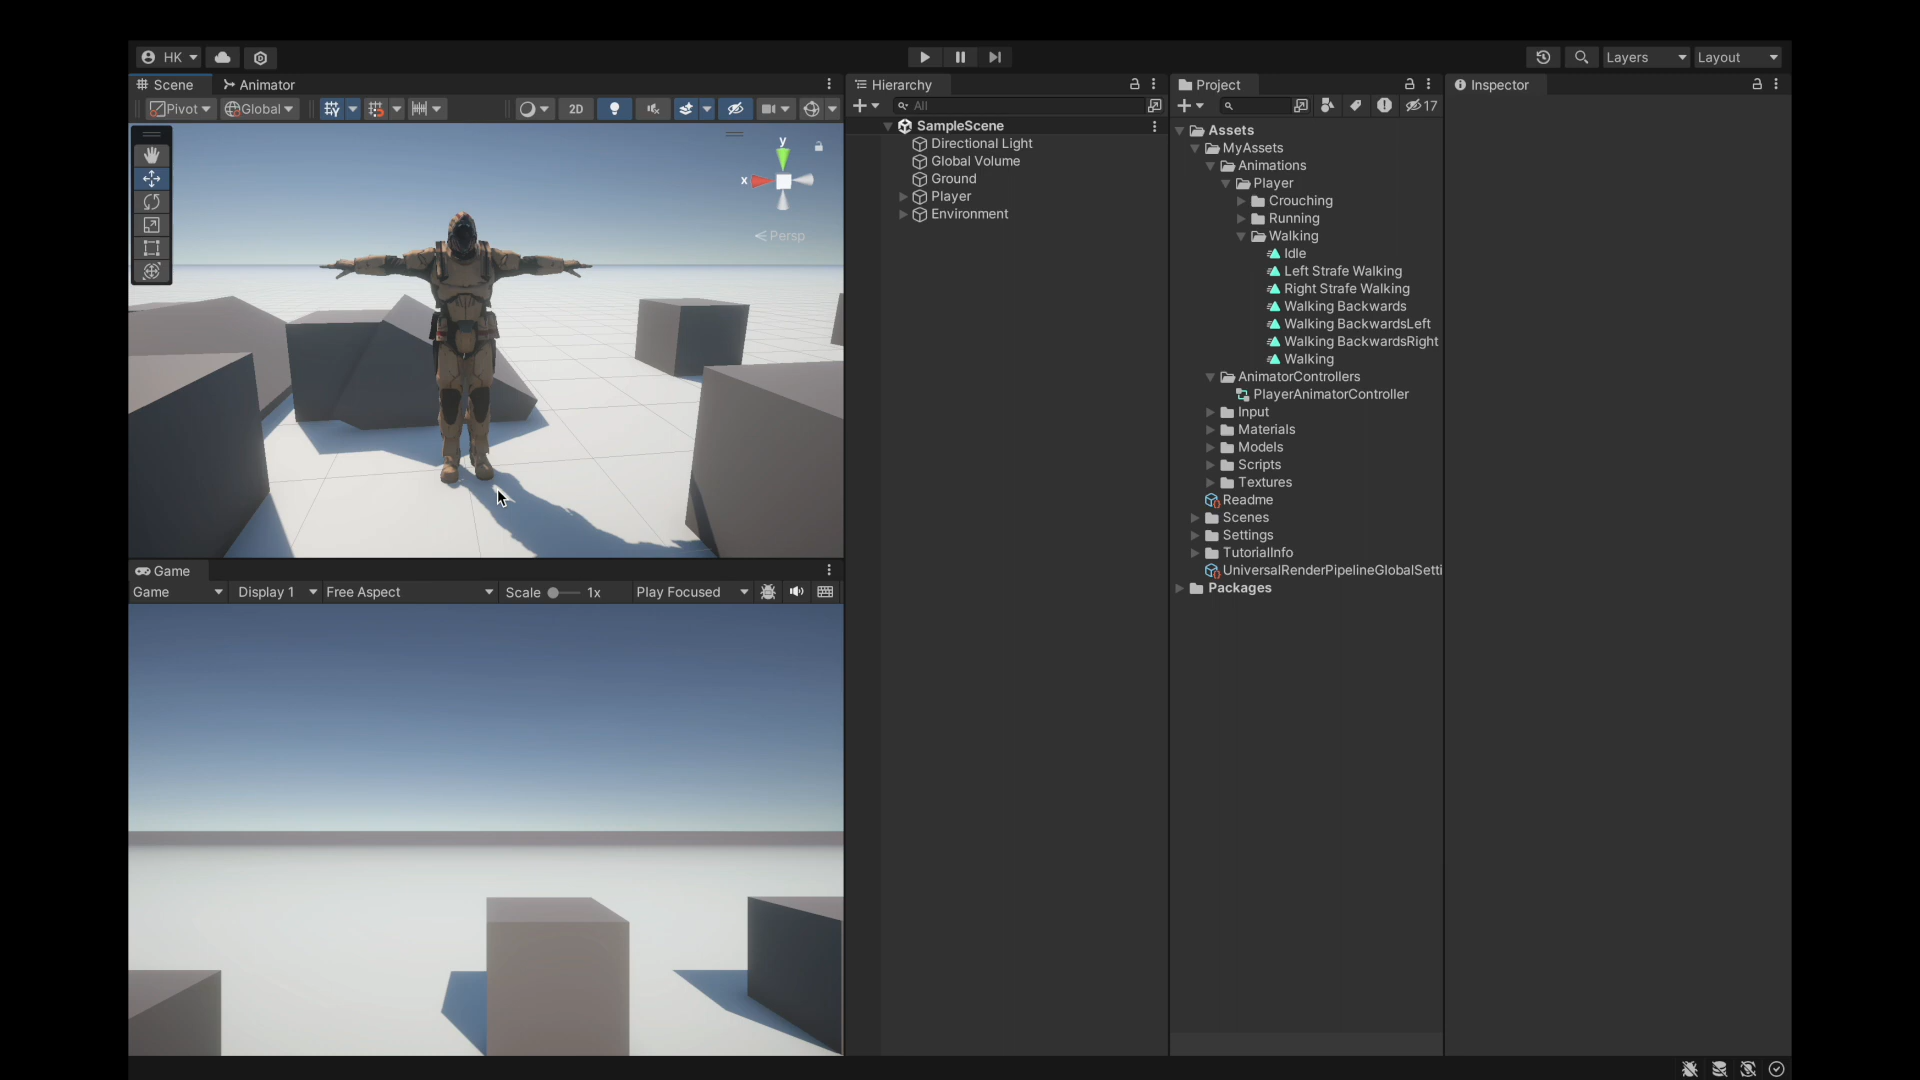 HK
Layers
Layout
Scene
Animator
Pivot
Global
2D
y
x
Persp
Game
Game
Display 1
Free Aspect
Scale
1x
Play Focused
Hierarchy
All
SampleScene
Directional Light
Global Volume
Ground
Player
Environment
Project
17
Assets
MyAssets
Animations
Player
Crouching
Running
Walking
Idle
Left Strafe Walking
Right Strafe Walking
Walking Backwards
Walking BackwardsLeft
Walking BackwardsRight
Walking
AnimatorControllers
PlayerAnimatorController
Input
Materials
Models
Scripts
Textures
Readme
Scenes
Settings
TutorialInfo
UniversalRenderPipelineGlobalSetti
Packages
Inspector